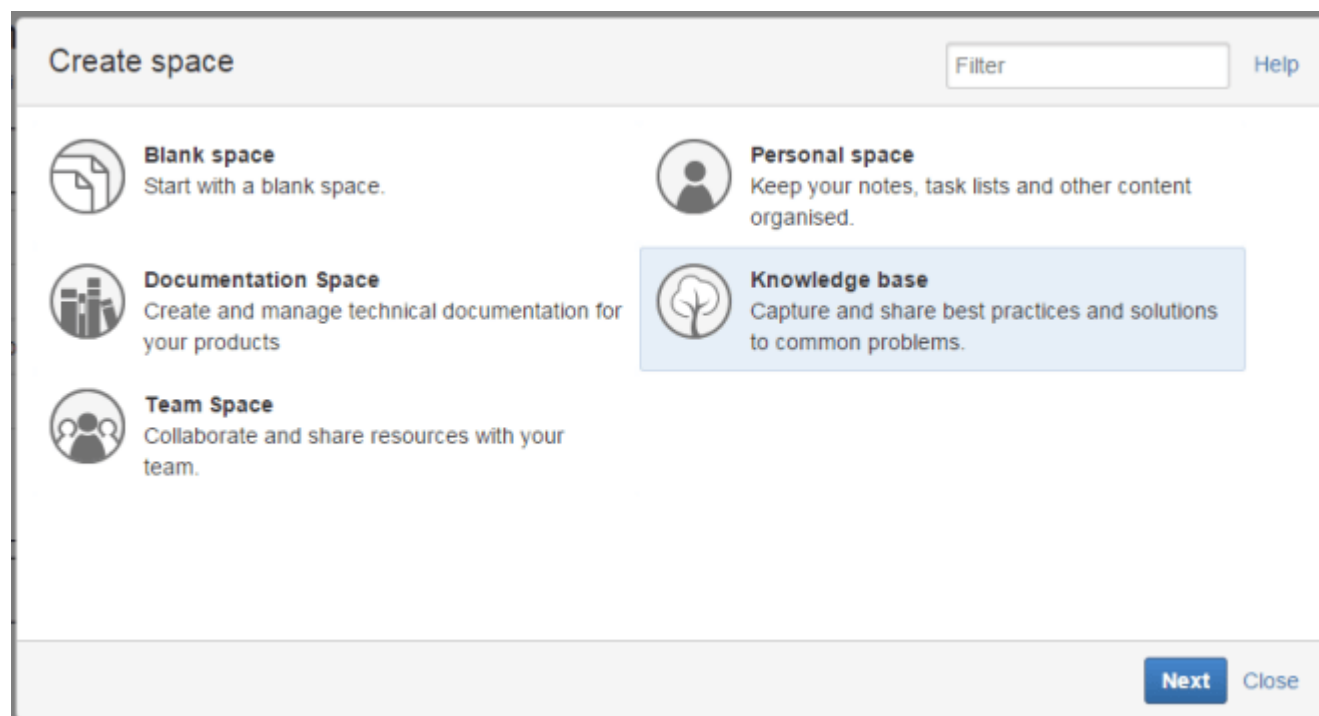 Create space
Filter
Help
Blank space
Start with a blank space.
Personal space
Keep your notes, task lists and other content
organised.
Documentation Space
Create and manage technical documentation for
your products
Knowledge base
Capture and share best practices and solutions
to common problems.
Team Space
Collaborate and share resources with your
team.
Next
Close